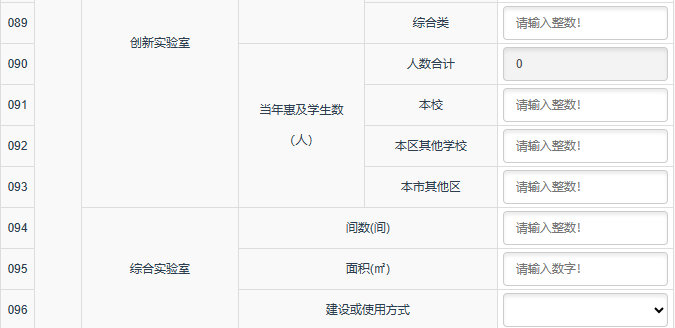 089
创新实验室
综合类
请输入整数!
090
当年惠及学生数
（人）
人数合计
0
091
本校
请输入整数!
092
本区其他学校
请输入整数!
093
本市其他区
请输入整数!
094
综合实验室
间数(间)
请输入整数!
095
面积(㎡)
请输入数字!
096
建设或使用方式